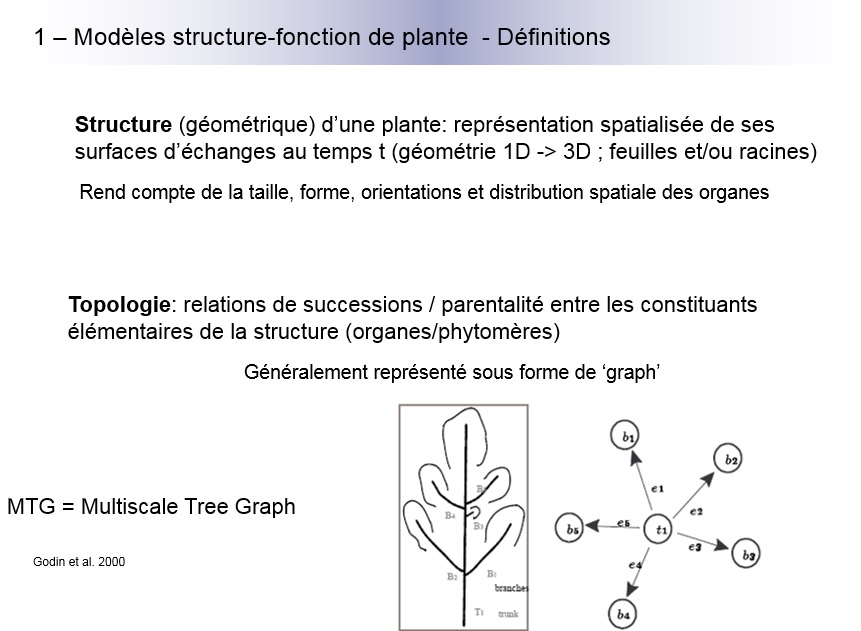 1 – Modèles structure-fonction de plante - Définitions
Structure (géométrique) d’une plante: représentation spatialisée de ses
surfaces d’échanges au temps t (géométrie 1D -> 3D ; feuilles et/ou racines)
Rend compte de la taille, forme, orientations et distribution spatiale des organes
Topologie: relations de successions / parentalité entre les constituants
élémentaires de la structure (organes/phytomères)
Généralement représenté sous forme de ‘graph’
MTG = Multiscale Tree Graph
Godin et al. 2000
B4
B3
B2
B1
branches
T1 trunk
b1
b2
e1
e2
b5
e5
t1
e3
b3
e4
b4